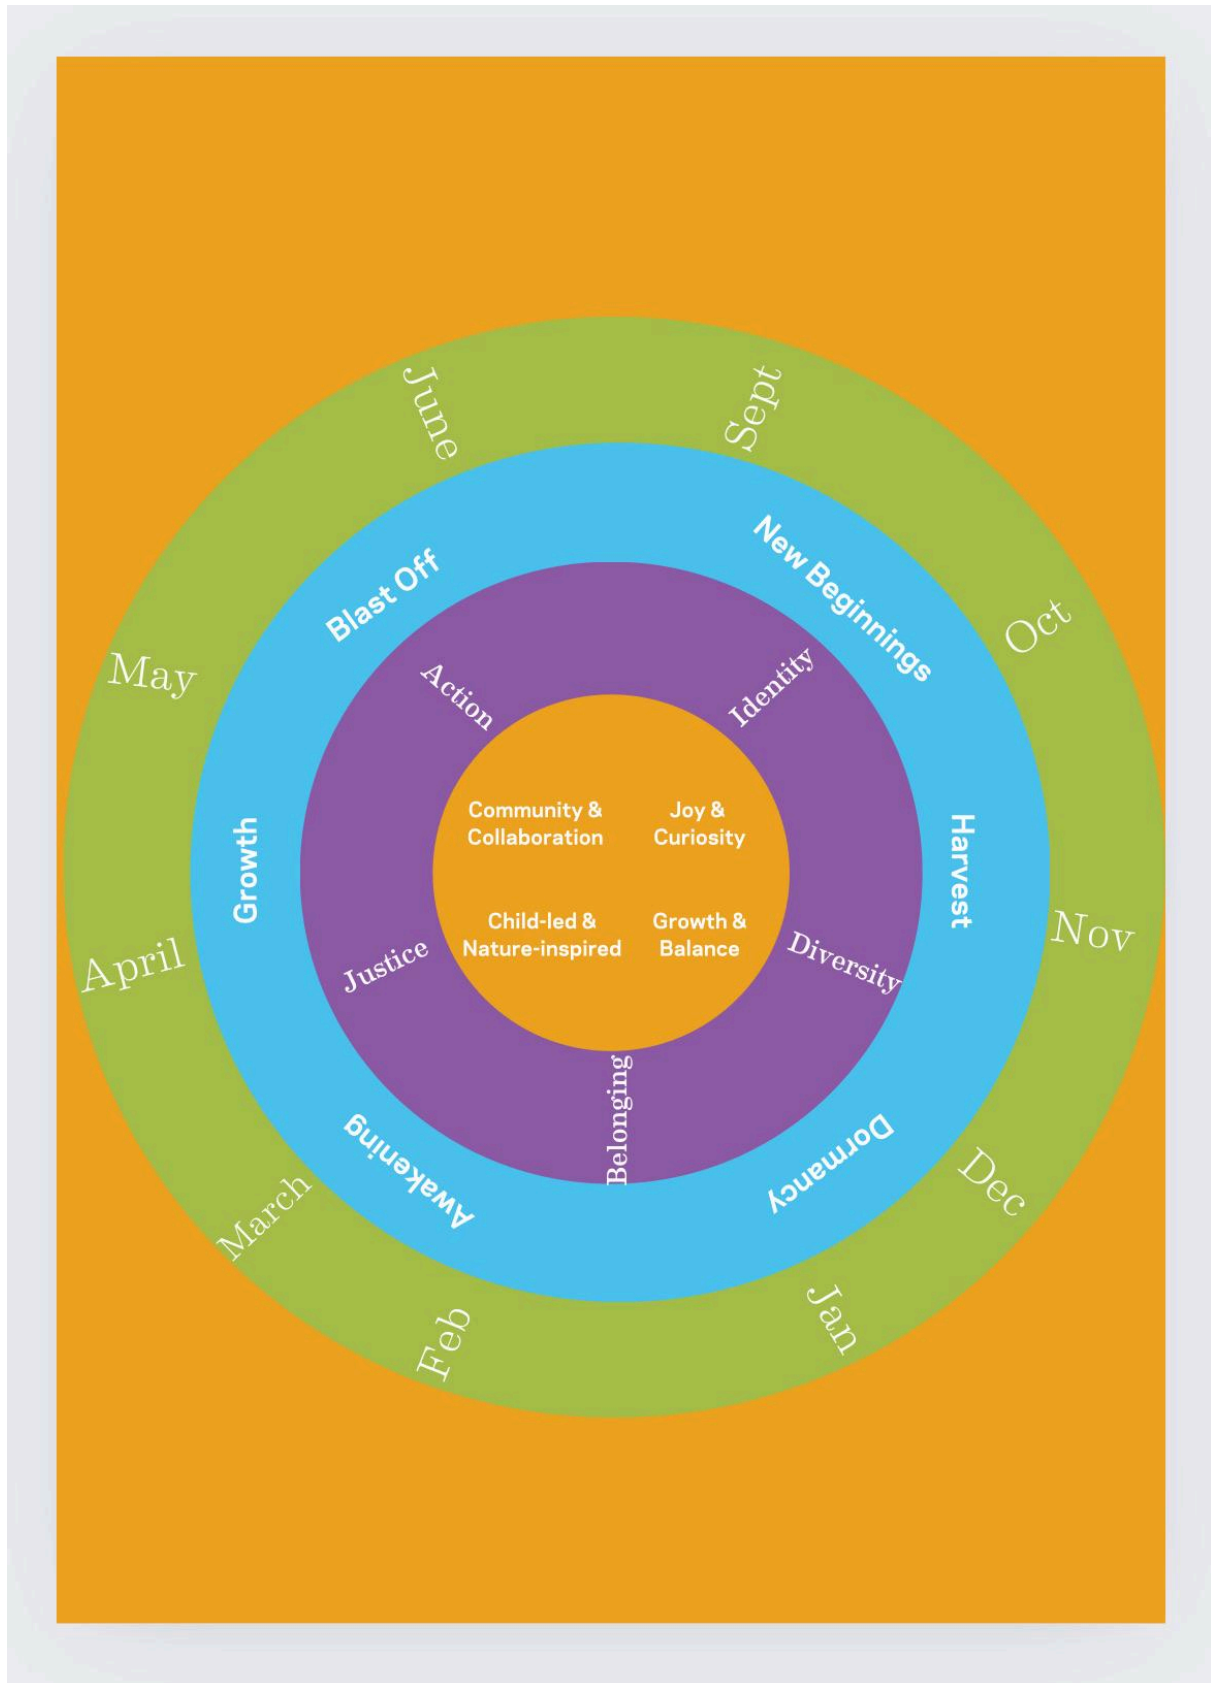 Sept
Oct
Nov
Dec
Jan
Feb
March
April
May
June
New Beginnings
Harvest
Dormancy
Awakening
Growth
Blast Off
Identity
Diversity
Belonging
Justice
Action
Community &
Collaboration
Joy &
Curiosity
Child-led &
Nature-inspired
Growth &
Balance